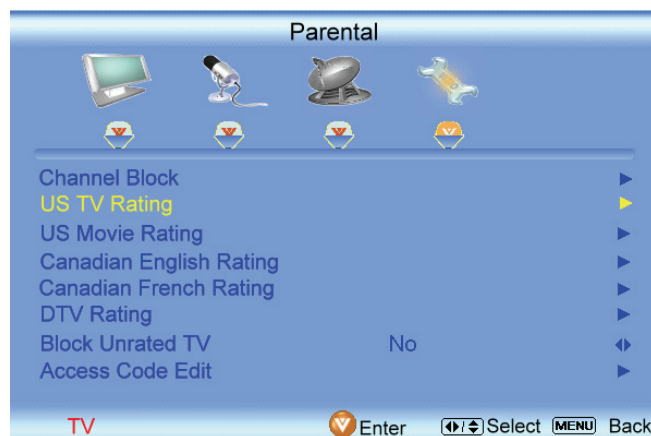 Parental
Channel Block
US TV Rating
US Movie Rating
Canadian English Rating
Canadian French Rating
DTV Rating
Block Unrated TV No
Access Code Edit
TV V Enter Select MENU Back